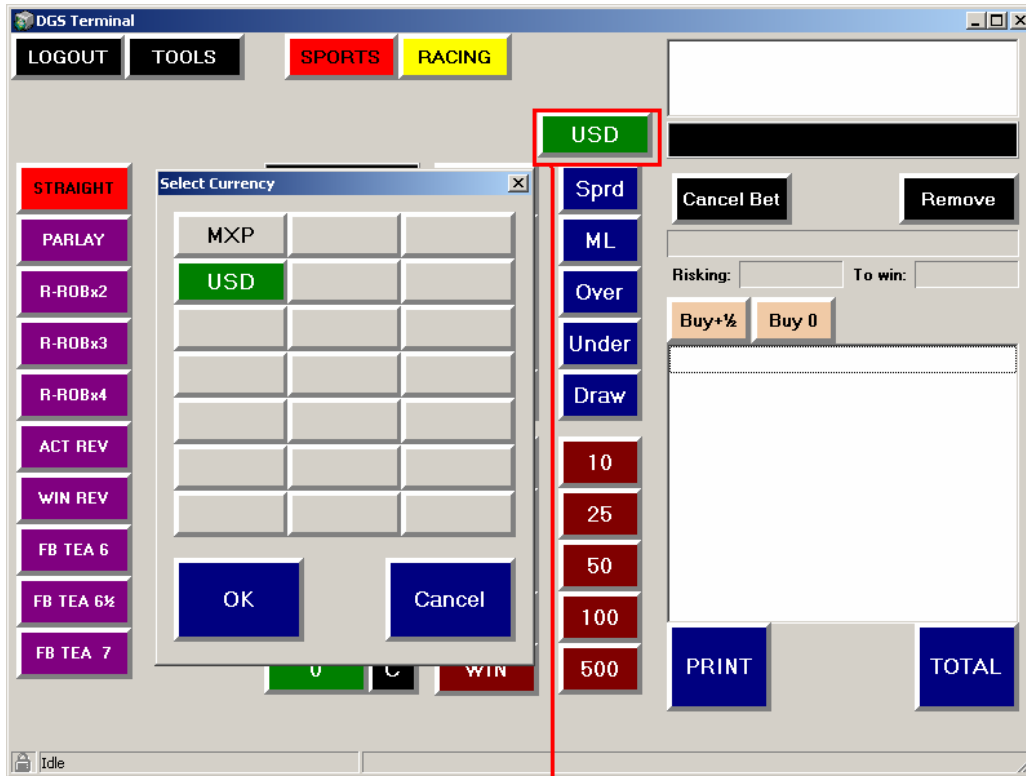 DGS Terminal
LOGOUT TOOLS SPORTS RACING
USD
STRAIGHT
PARLAY
R-ROBx2
R-ROBx3
R-ROBx4
ACT REV
WIN REV
FB TEA 6
FB TEA 6½
FB TEA 7
Select Currency
MXP
USD
OK Cancel
0 C WIN
Sprd
ML
Over
Under
Draw
10
25
50
100
500
Cancel Bet Remove
Risking: To win:
Buy+½ Buy 0
PRINT TOTAL
Idle